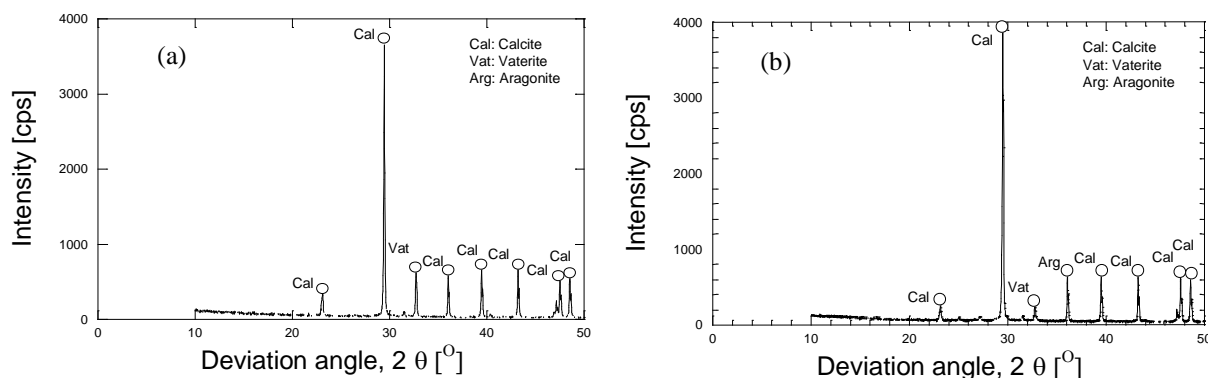 (a)
Cal: Calcite
Vat: Vaterite
Arg: Aragonite
Intensity [cps]
4000
3000
2000
1000
0
Cal
Cal
Vat
Cal
Cal
Cal
Cal
Cal
0 10 20 30 40 50
Deviation angle, 2 θ [O]
(b)
Cal: Calcite
Vat: Vaterite
Arg: Aragonite
Intensity [cps]
4000
3000
2000
1000
0
Cal
Cal
Vat
Arg
Cal
Cal
Cal
Cal
0 10 20 30 40 50
Deviation angle, 2 θ [O]